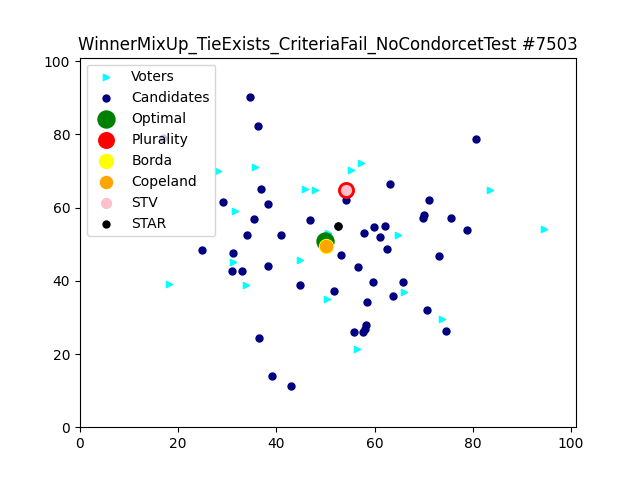 WinnerMixUp_TieExists_CriteriaFail_NoCondorcetTest #7503
100
80
60
40
20
0
Voters
Candidates
Optimal
Plurality
Borda
Copeland
STV
STAR
0 20 40 60 80 100